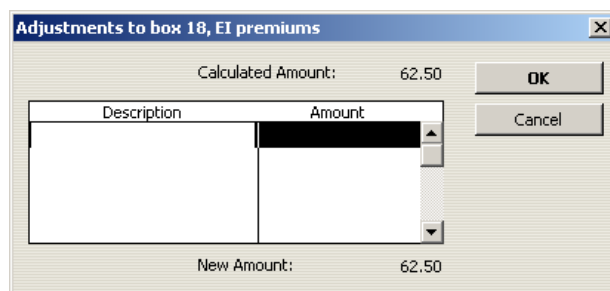 Adjustments to box 18, EI premiums
Calculated Amount: 62.50
OK
Description Amount
Cancel
New Amount: 62.50